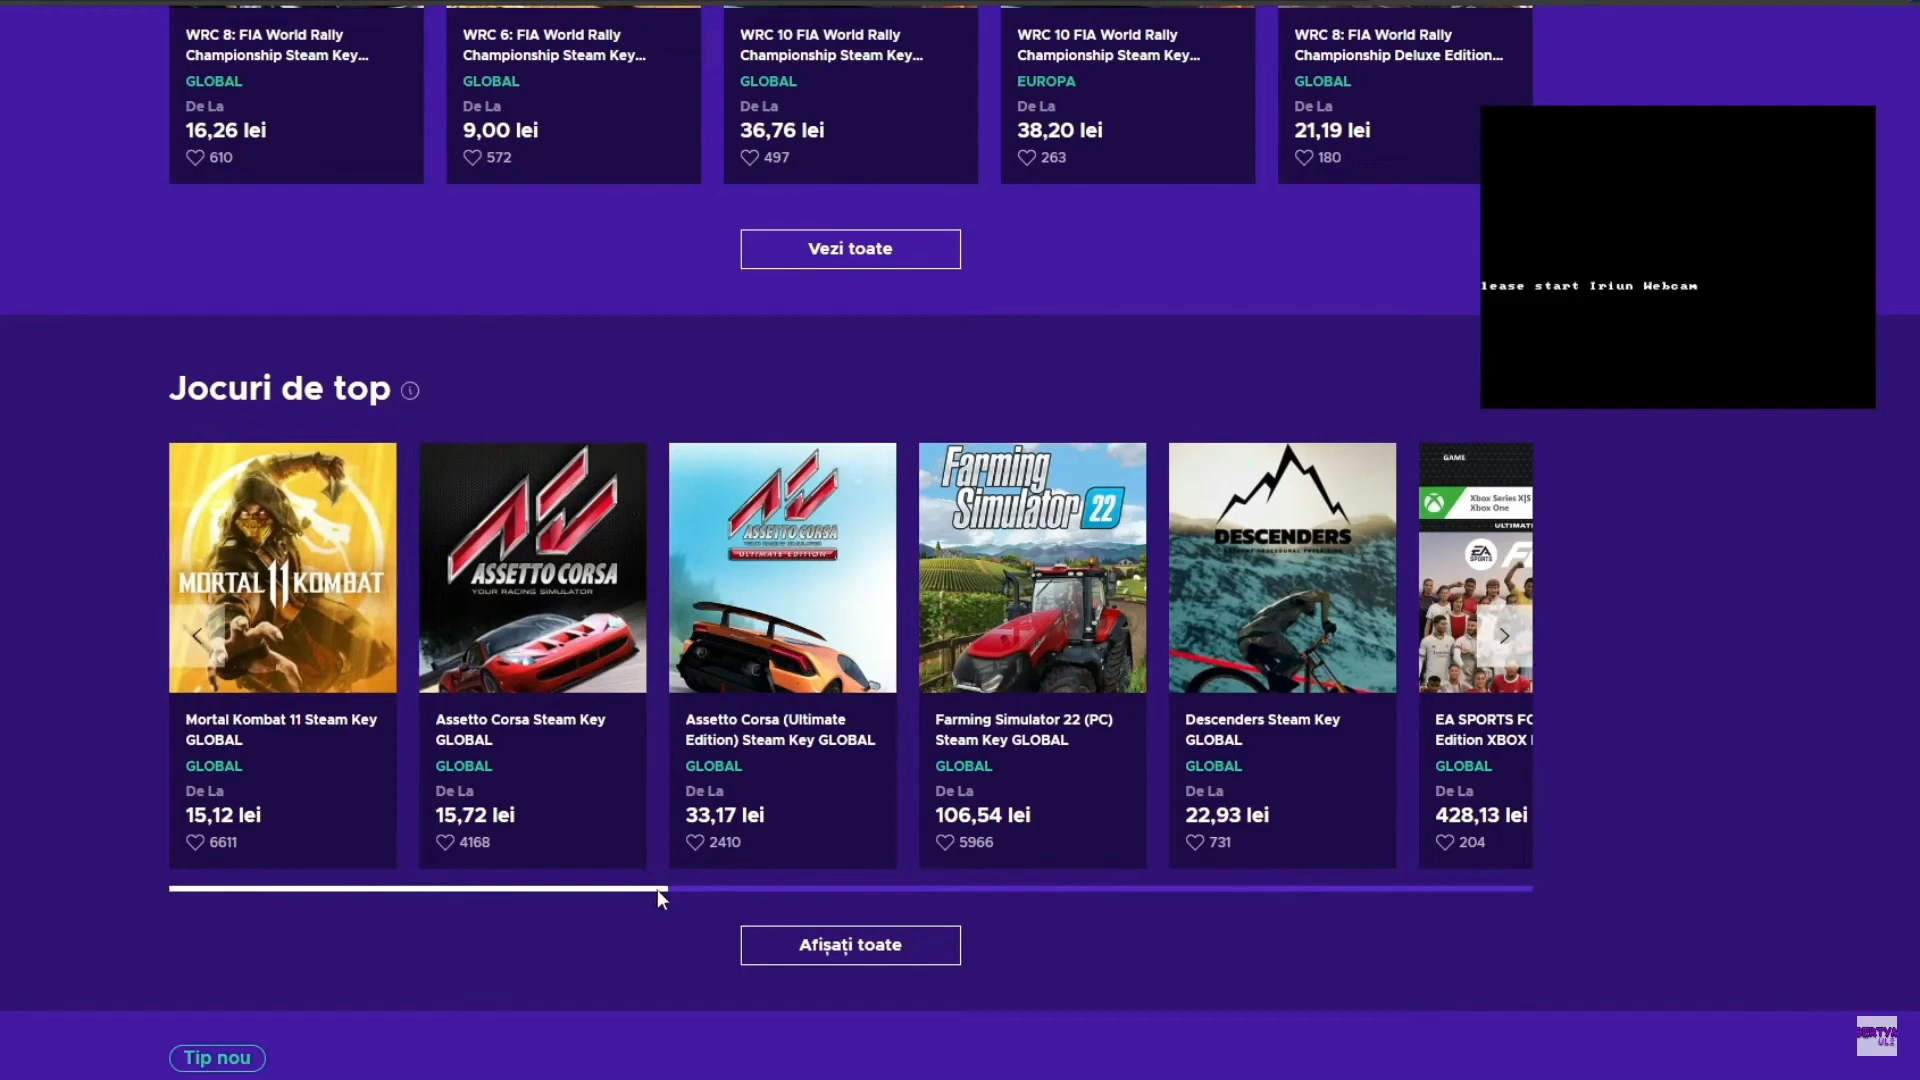 WRC 8: FIA World Rally
Championship Steam Key...
GLOBAL
De La
16,26 lei
610
WRC 6: FIA World Rally
Championship Steam Key...
GLOBAL
De La
9,00 lei
572
WRC 10 FIA World Rally
Championship Steam Key...
GLOBAL
De La
36,76 lei
497
WRC 10 FIA World Rally
Championship Steam Key...
EUROPA
De La
38,20 lei
263
WRC 8: FIA World Rally
Championship Deluxe Edition...
GLOBAL
De La
21,19 lei
180
lease start Iriun Webcam
Vezi toate
Jocuri de top
MORTAL KOMBAT 11
Mortal Kombat 11 Steam Key
GLOBAL
GLOBAL
De La
15,12 lei
6611
ASSETTO CORSA
YOUR RACING SIMULATOR
Assetto Corsa Steam Key
GLOBAL
GLOBAL
De La
15,72 lei
4168
ASSETTO CORSA
ULTIMATE EDITION
Assetto Corsa (Ultimate
Edition) Steam Key GLOBAL
GLOBAL
De La
33,17 lei
2410
Farming
Simulator 22
Farming Simulator 22 (PC)
Steam Key GLOBAL
GLOBAL
De La
106,54 lei
5966
DESCENDERS
Descenders Steam Key
GLOBAL
GLOBAL
De La
22,93 lei
731
GAME
Xbox Series X|S
Xbox One
ULTIMATE
EA
SPORTS
EA SPORTS FC
Edition XBOX
GLOBAL
De La
428,13 lei
204
Afișați toate
Tip nou